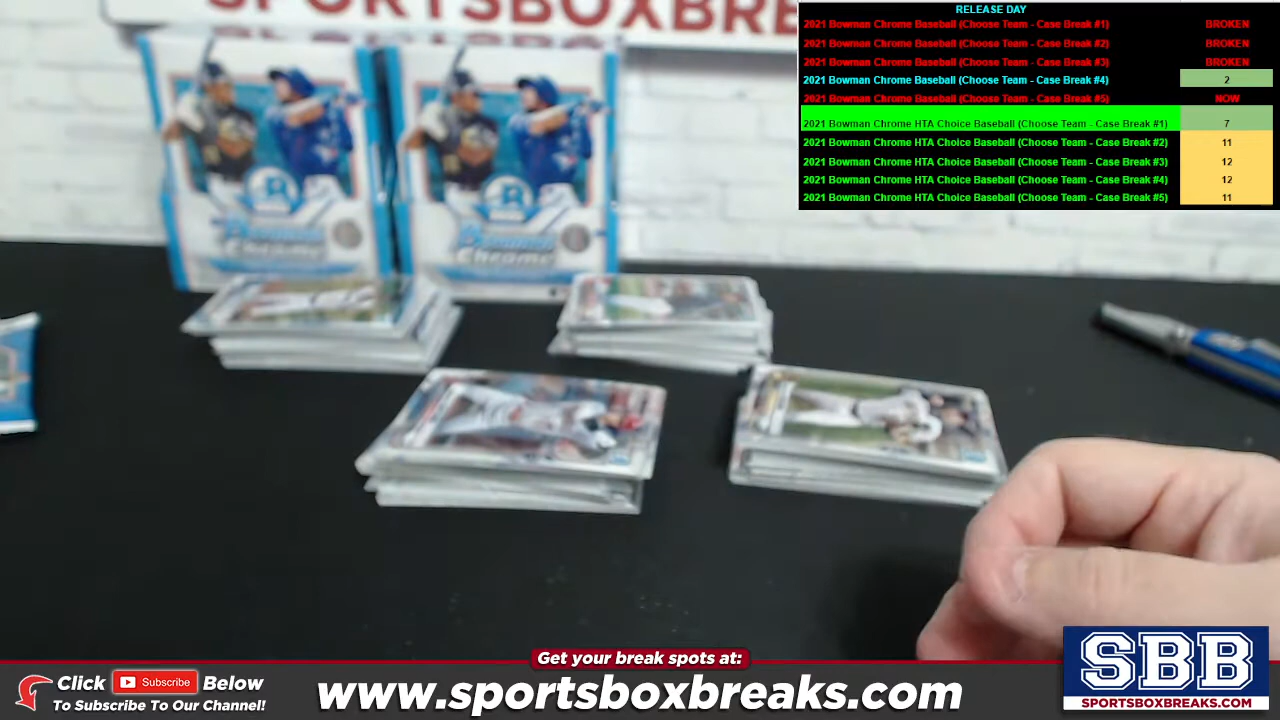 SPORTSBOXBREA
RELEASE DAY
2021 Bowman Chrome Baseball (Choose Team - Case Break #1) BROKEN
2021 Bowman Chrome Baseball (Choose Team - Case Break #2) BROKEN
2021 Bowman Chrome Baseball (Choose Team - Case Break #3) BROKEN
2021 Bowman Chrome Baseball (Choose Team - Case Break #4) 2
2021 Bowman Chrome Baseball (Choose Team - Case Break #5) NOW
2021 Bowman Chrome HTA Choice Baseball (Choose Team - Case Break #1) 7
2021 Bowman Chrome HTA Choice Baseball (Choose Team - Case Break #2) 11
2021 Bowman Chrome HTA Choice Baseball (Choose Team - Case Break #3) 12
2021 Bowman Chrome HTA Choice Baseball (Choose Team - Case Break #4) 12
2021 Bowman Chrome HTA Choice Baseball (Choose Team - Case Break #5) 11
Bowman
Chrome
Bowman
Chrome
Get your break spots at:
Click Subscribe Below
To Subscribe To Our Channel!
www.sportsboxbreaks.com
SBB
SPORTSBOXBREAKS.COM